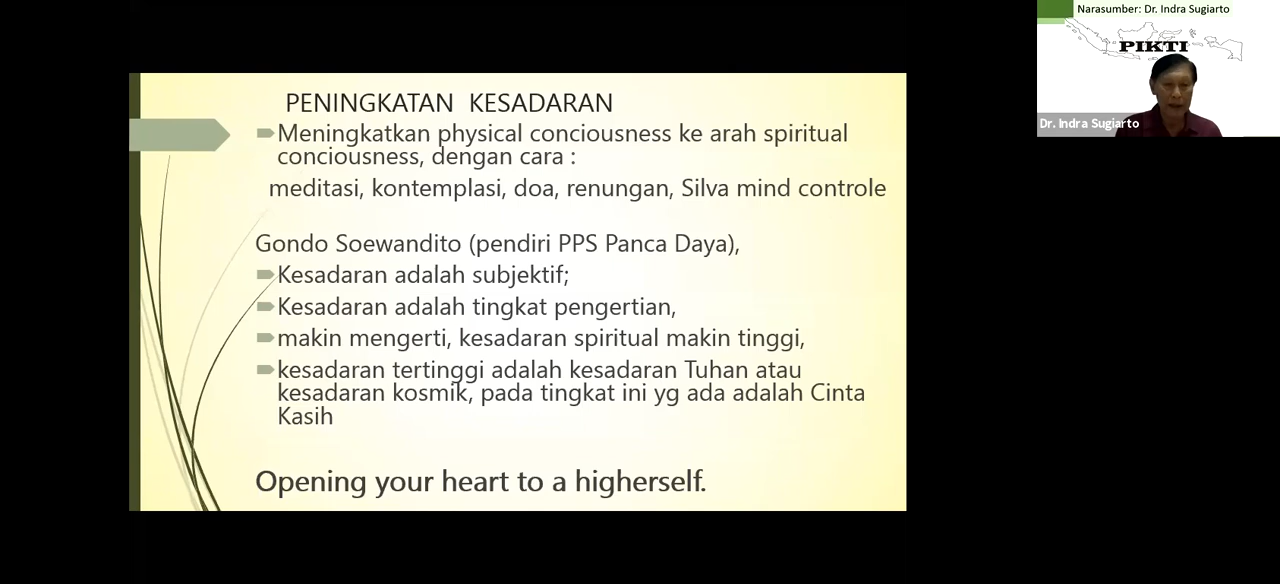 PENINGKATAN KESADARAN
Meningkatkan physical conciousness ke arah spiritual
conciousness, dengan cara :
meditasi, kontemplasi, doa, renungan, Silva mind controle
Gondo Soewandito (pendiri PPS Panca Daya),
Kesadaran adalah subjektif;
Kesadaran adalah tingkat pengertian,
makin mengerti, kesadaran spiritual makin tinggi,
kesadaran tertinggi adalah kesadaran Tuhan atau
kesadaran kosmik, pada tingkat ini yg ada adalah Cinta
Kasih
Opening your heart to a higherself.
Narasumber: Dr. Indra Sugiarto
PIKTI
Dr. Indra Sugiarto